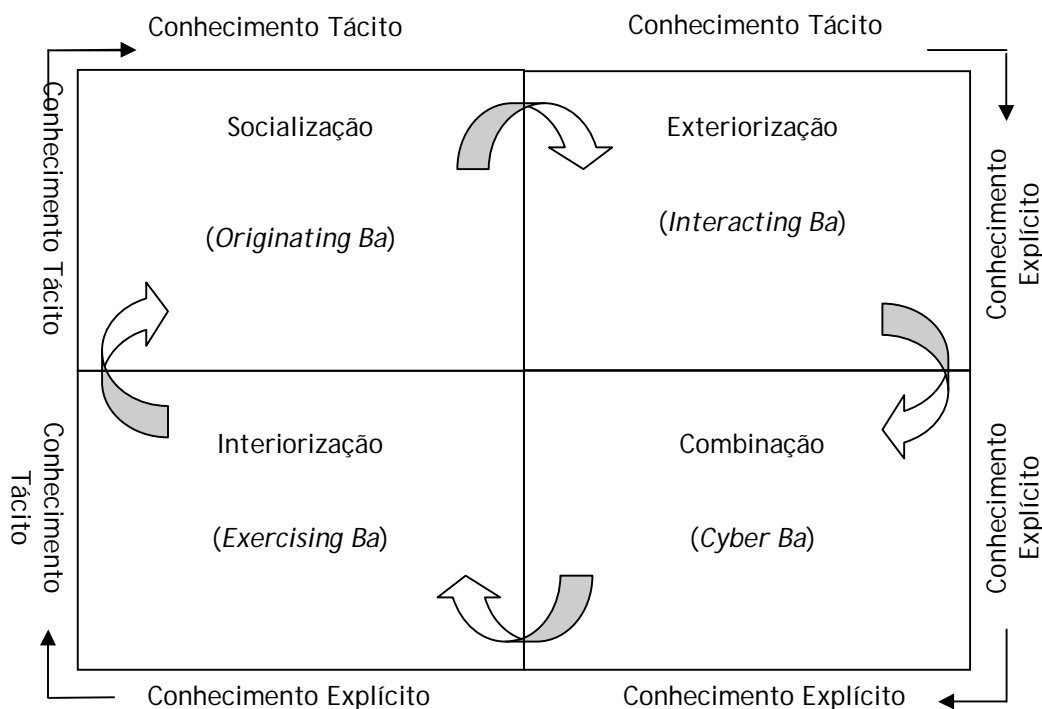 Conhecimento Tácito
Conhecimento Tácito
Conhecimento Tácito
Socialização
Exteriorização
(Originating Ba)
(Interacting Ba)
Conhecimento
Explícito
Conhecimento
Tácito
Interiorização
Combinação
(Exercising Ba)
(Cyber Ba)
Conhecimento
Explícito
Conhecimento Explícito
Conhecimento Explícito